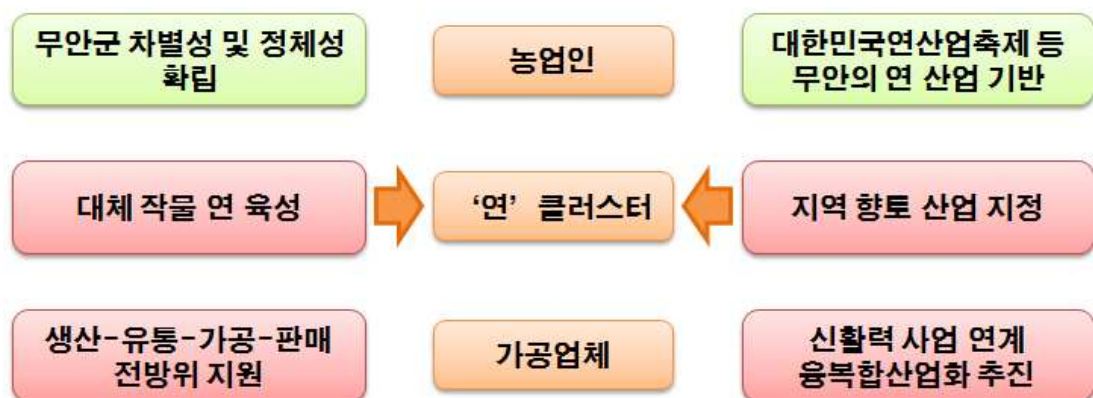 무안군 차별성 및 정체성
확립
농업인
대한민국연산업축제 등
무안의 연 산업 기반
대체 작물 연 육성
‘연’ 클러스터
지역 향토 산업 지정
생산-유통-가공-판매
전방위 지원
가공업체
신활력 사업 연계
융복합산업화 추진